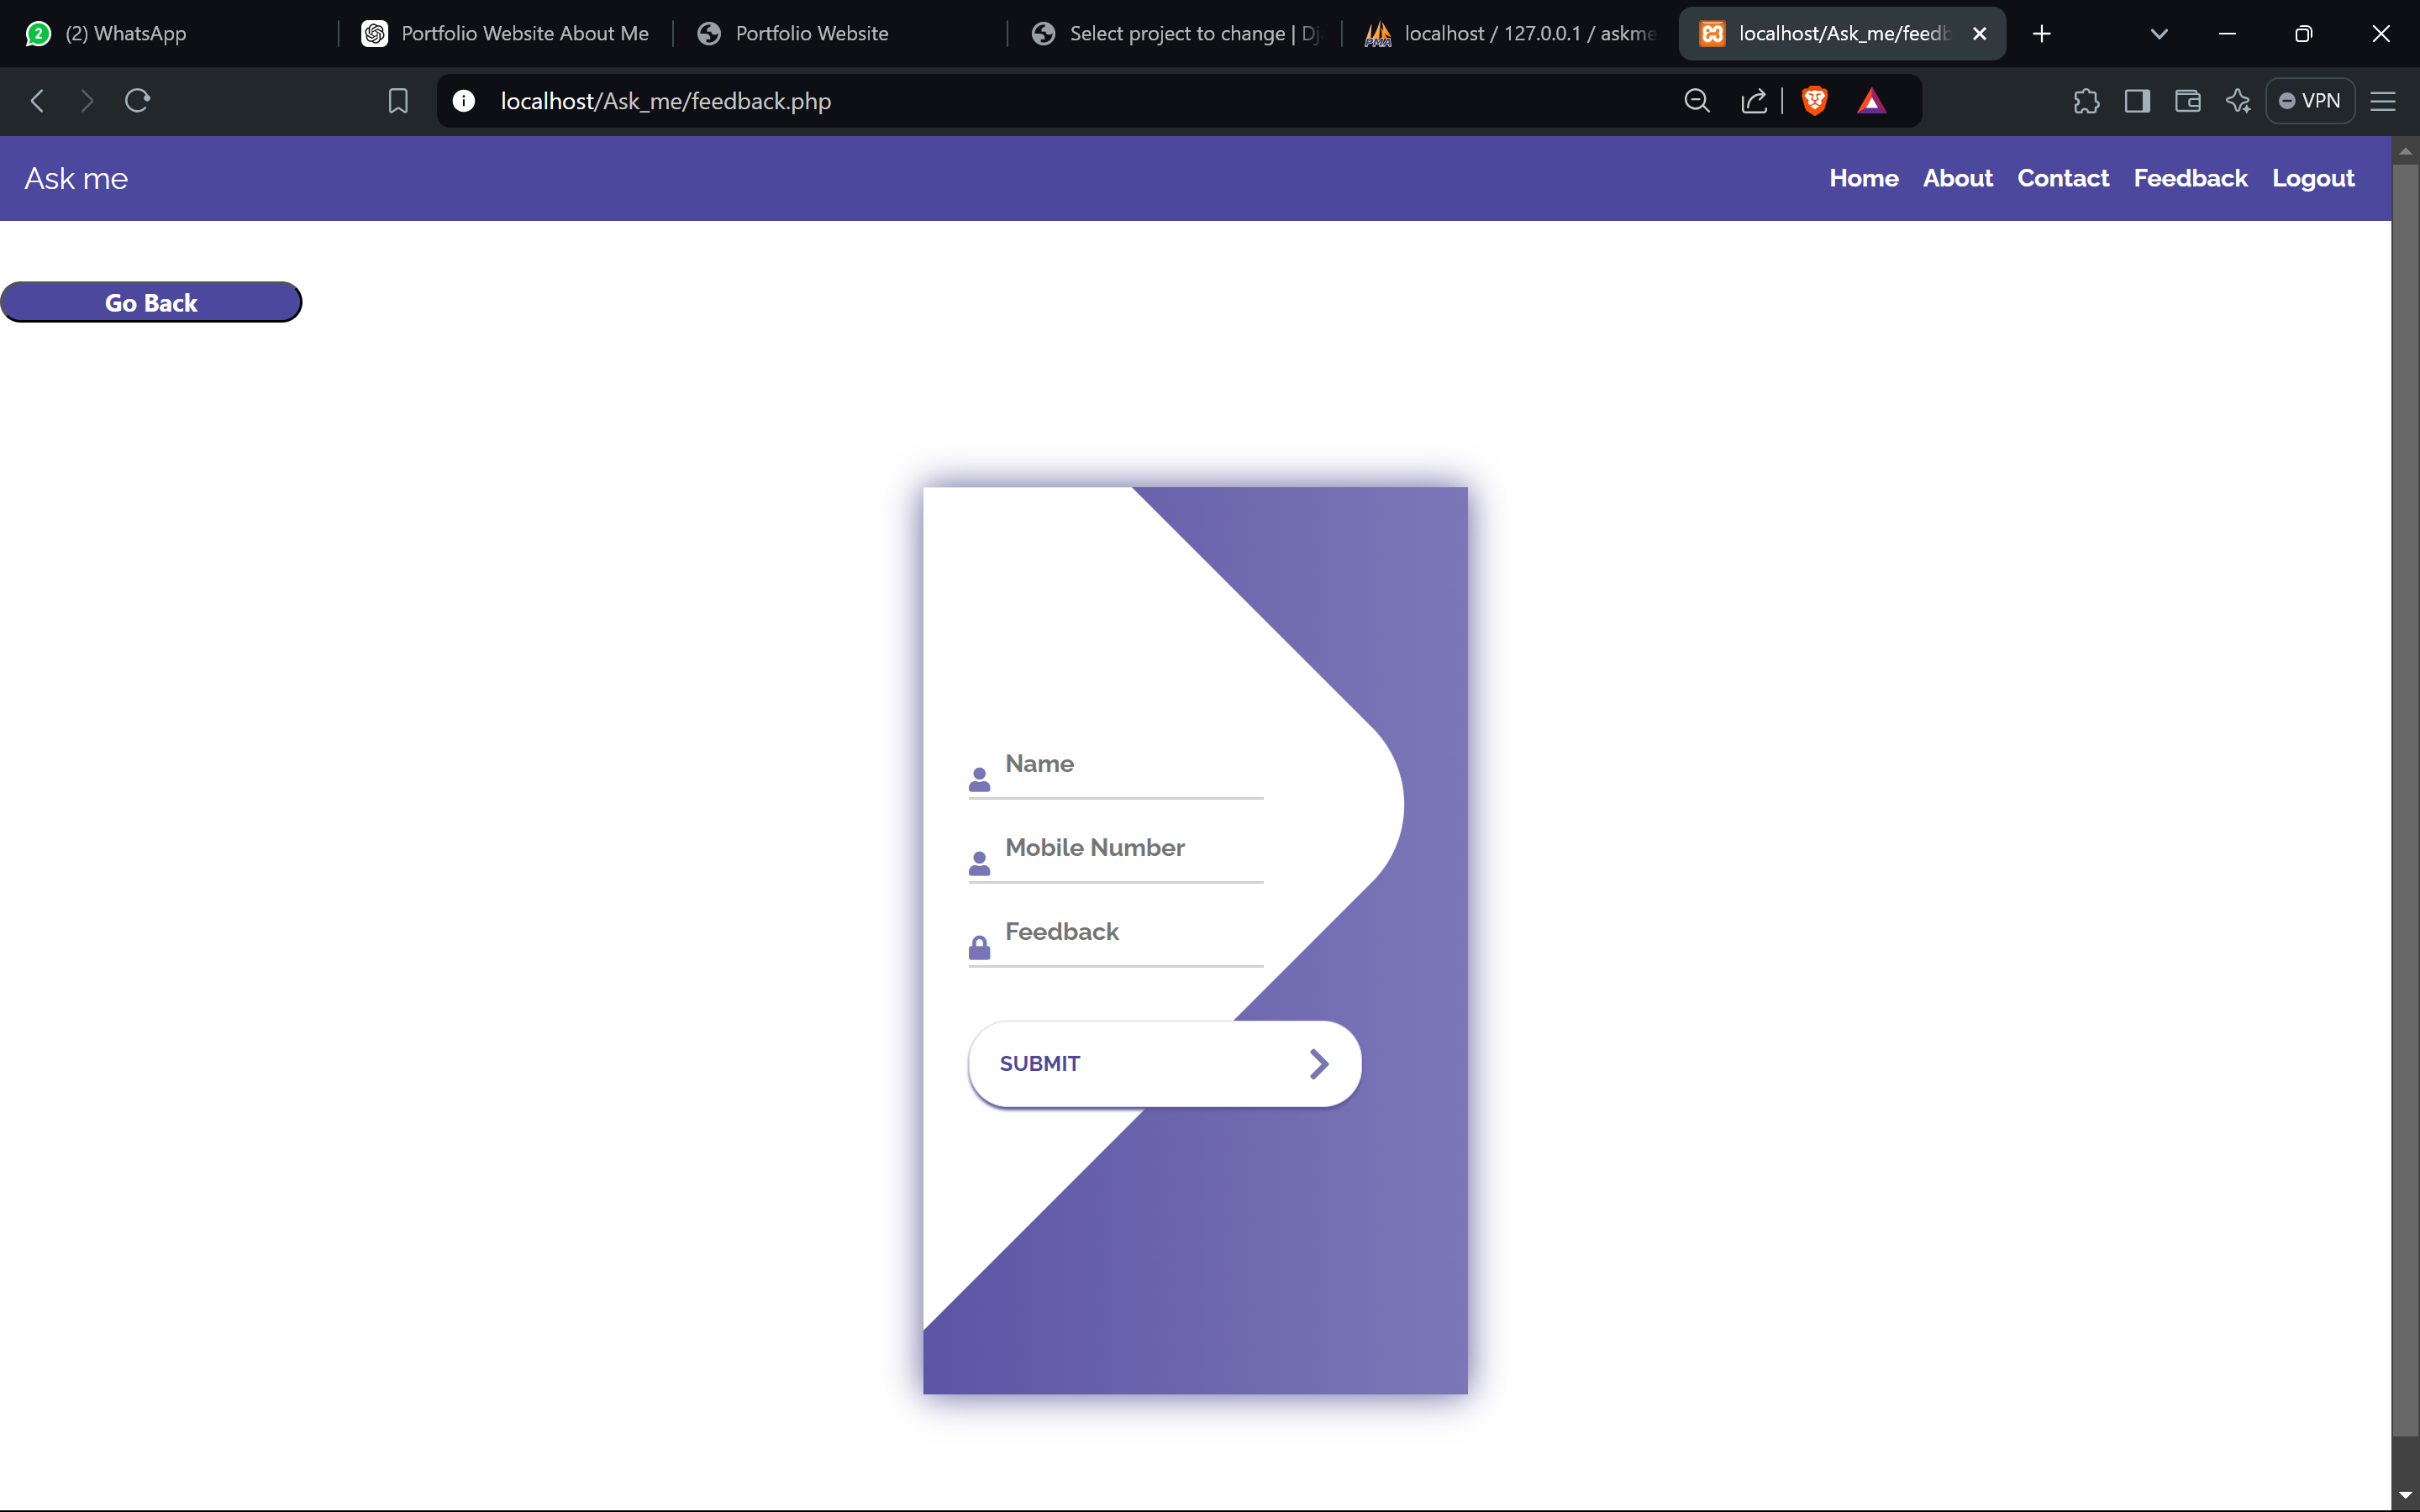 (2) WhatsApp
Portfolio Website About Me
Portfolio Website
Select project to change | Dj
localhost / 127.0.0.1 / askme
localhost/Ask_me/feedb
localhost/Ask_me/feedback.php
VPN
Ask me
Home About Contact Feedback Logout
Go Back
Name
Mobile Number
Feedback
SUBMIT